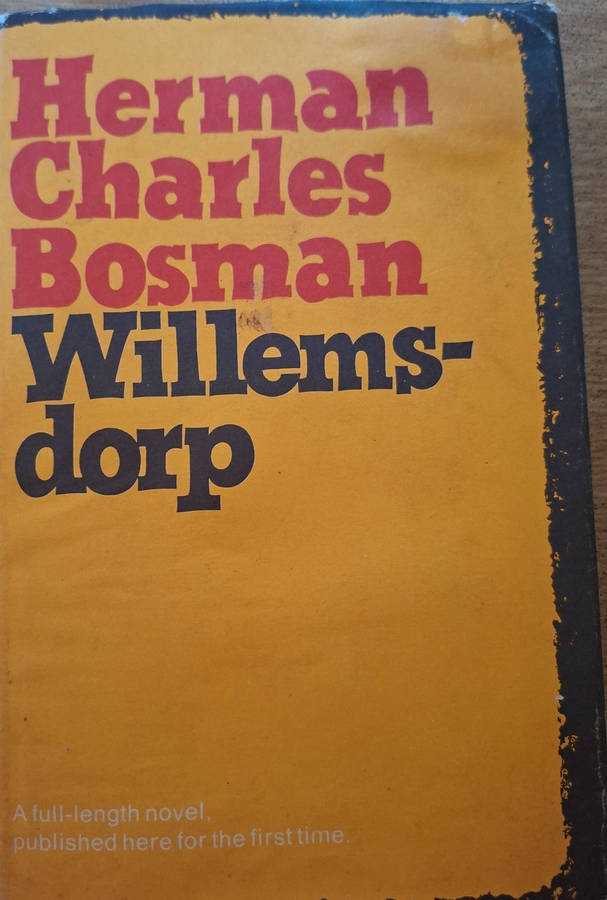 Herman
Charles
Bosman
Willems-
dorp
A full-length novel,
published here for the first time.